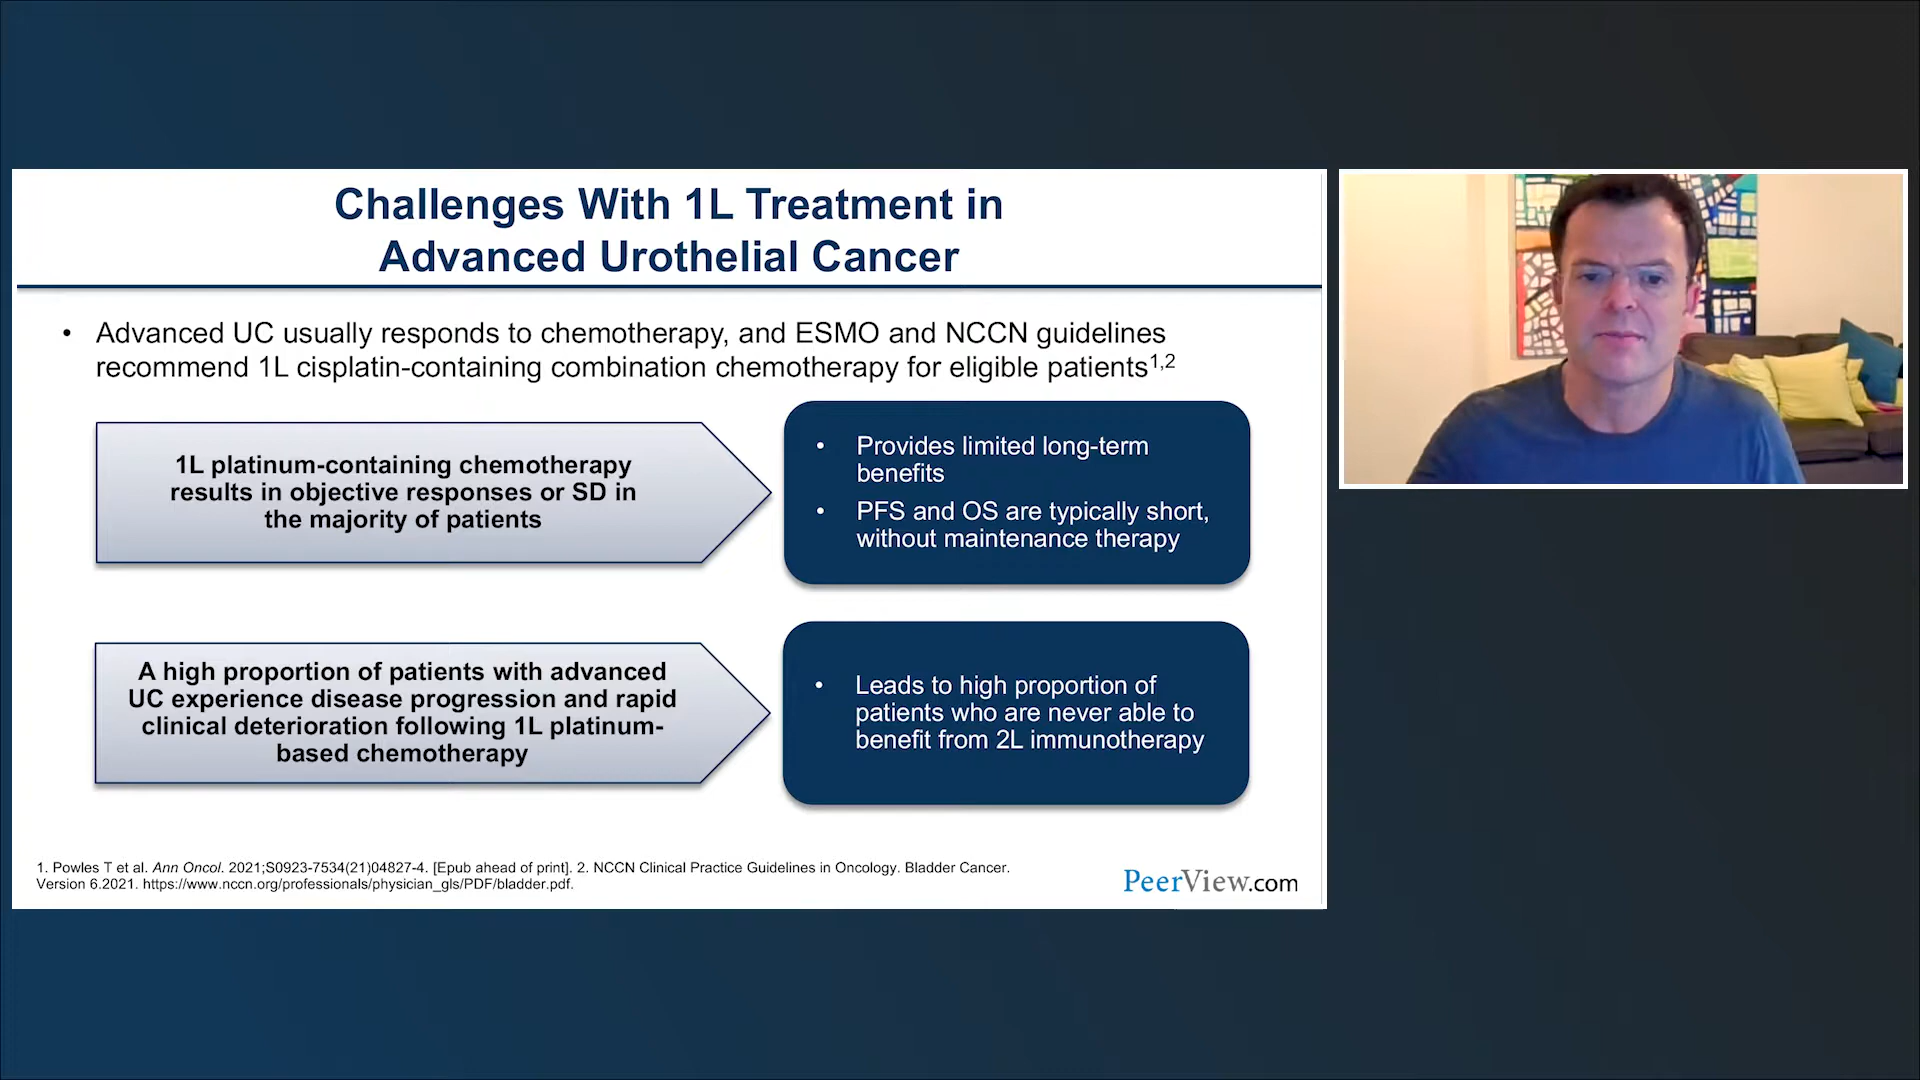 Challenges With 1L Treatment in
Advanced Urothelial Cancer
• Advanced UC usually responds to chemotherapy, and ESMO and NCCN guidelines
recommend 1L cisplatin-containing combination chemotherapy for eligible patients1,2
1L platinum-containing chemotherapy
results in objective responses or SD in
the majority of patients
• Provides limited long-term
benefits
• PFS and OS are typically short,
without maintenance therapy
A high proportion of patients with advanced
UC experience disease progression and rapid
clinical deterioration following 1L platinum-
based chemotherapy
• Leads to high proportion of
patients who are never able to
benefit from 2L immunotherapy
1. Powles T et al. Ann Oncol. 2021;S0923-7534(21)04827-4. [Epub ahead of print]. 2. NCCN Clinical Practice Guidelines in Oncology. Bladder Cancer.
Version 6.2021. https://www.nccn.org/professionals/physician_gls/PDF/bladder.pdf.
PeerView.com